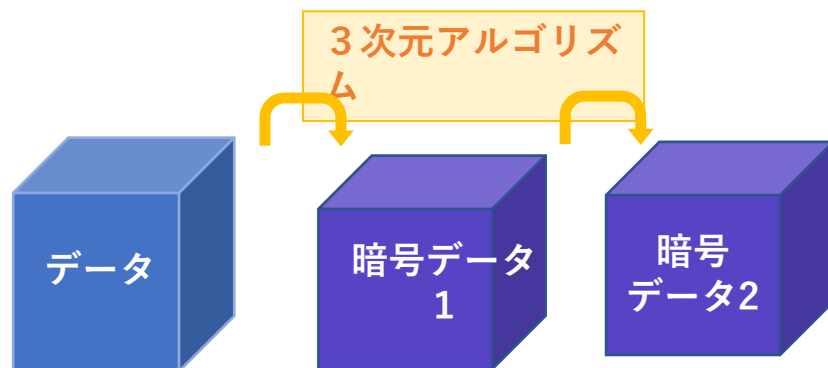 ３次元アルゴリズ
ム
データ
暗号データ
1
暗号
データ2